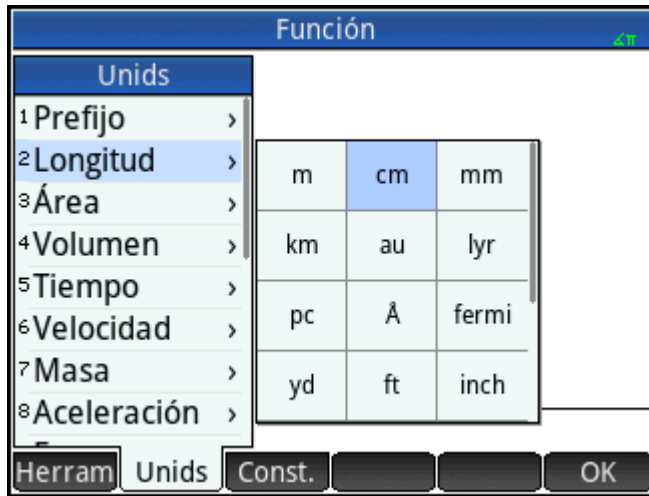 Función
∡π
Unids
1 Prefijo ›
2 Longitud ›
3 Área ›
4 Volumen ›
5 Tiempo ›
6 Velocidad ›
7 Masa ›
8 Aceleración ›
m cm mm
km au lyr
pc Å fermi
yd ft inch
Herram Unids Const. OK